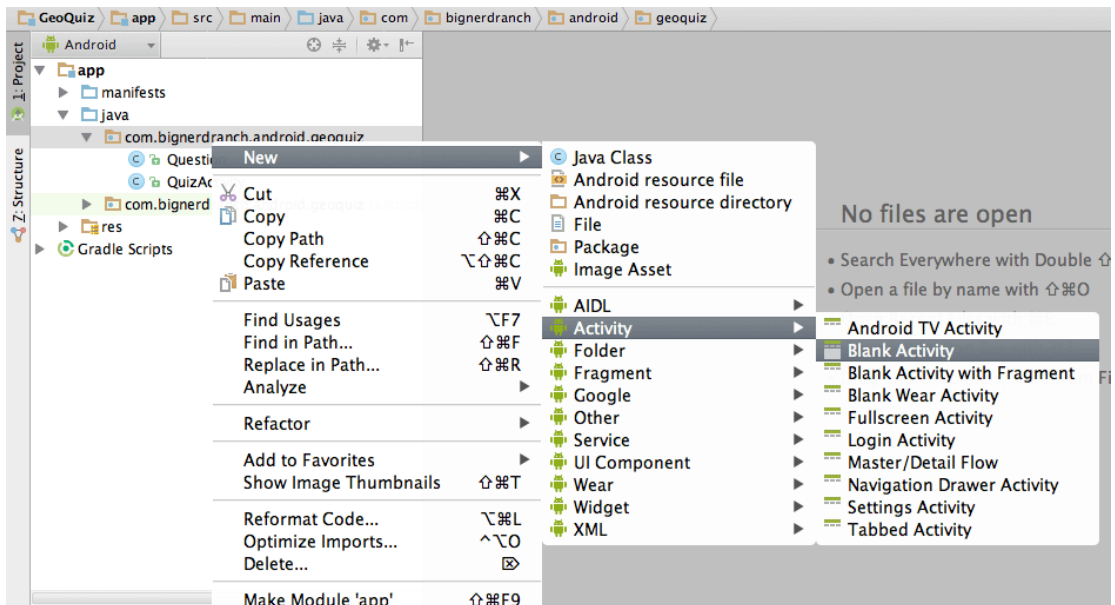 GeoQuiz app src main java com bignerdranch android geoquiz
1: Project
Z: Structure
Android
app
manifests
java
com.bignerdranch.android.geoquiz
Questi
QuizAc
com.bignerd
res
Gradle Scripts
New
Cut ⌘X
Copy ⌘C
Copy Path ⇧⌘C
Copy Reference ⌥⇧⌘C
Paste ⌘V
Find Usages ⌥F7
Find in Path... ⇧⌘F
Replace in Path... ⇧⌘R
Analyze
Refactor
Add to Favorites
Show Image Thumbnails ⇧⌘T
Reformat Code... ⌥⌘L
Optimize Imports... ^⌥O
Delete... ⌦
Make Module 'app' ⇧⌘F9
Java Class
Android resource file
Android resource directory
File
Package
Image Asset
AIDL
Activity
Folder
Fragment
Google
Other
Service
UI Component
Wear
Widget
XML
Android TV Activity
Blank Activity
Blank Activity with Fragment
Blank Wear Activity
Fullscreen Activity
Login Activity
Master/Detail Flow
Navigation Drawer Activity
Settings Activity
Tabbed Activity
No files are open
• Search Everywhere with Double ⇧
• Open a file by name with ⇧⌘O